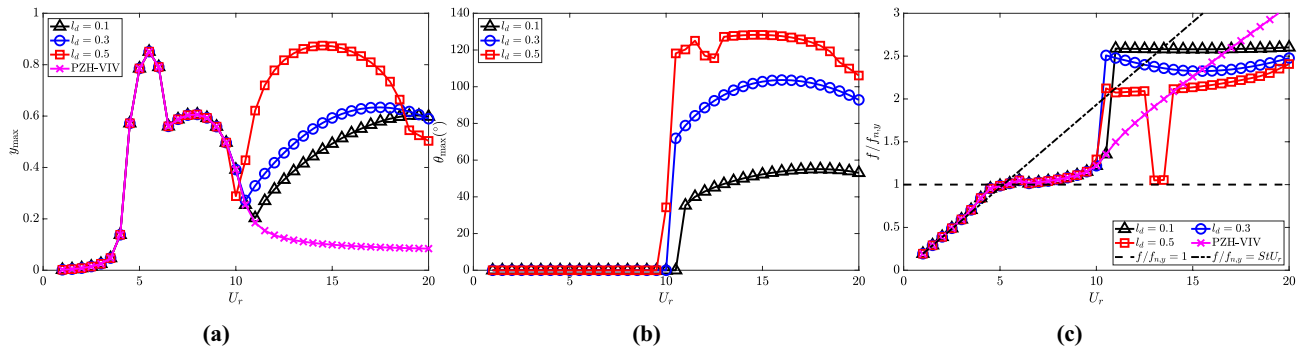 1
0.8
0.6
0.4
0.2
0
y_max
l_d = 0.1
l_d = 0.3
l_d = 0.5
PZH-VIV
0 5 10 15 20
U_r
(a)
140
120
100
80
60
40
20
0
θ_max(°)
l_d = 0.1
l_d = 0.3
l_d = 0.5
0 5 10 15 20
U_r
(b)
3
2.5
2
1.5
1
0.5
0
f/f_{n,y}
l_d = 0.1 l_d = 0.3
l_d = 0.5 PZH-VIV
f/f_{n,y} = 1 f/f_{n,y} = StU_r
0 5 10 15 20
U_r
(c)